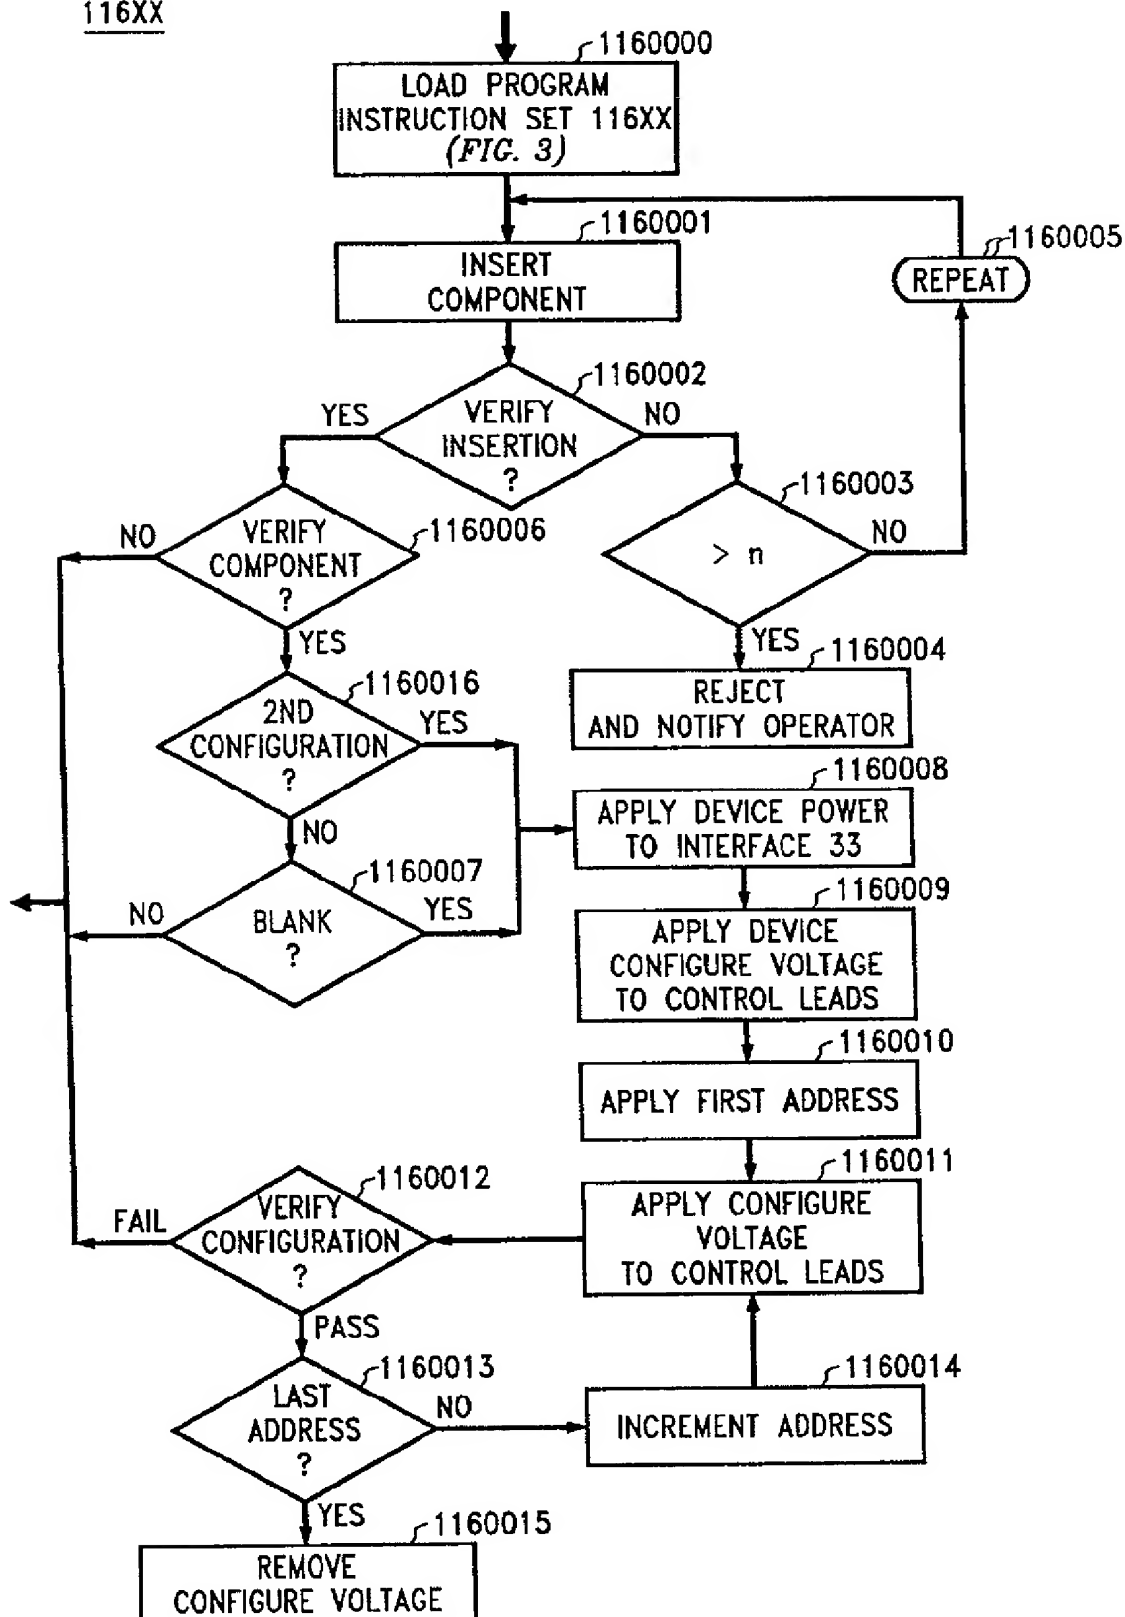 116XX
1160000
LOAD PROGRAM
INSTRUCTION SET 116XX
(FIG. 3)
1160001
INSERT
COMPONENT
1160005
REPEAT
1160002
VERIFY
INSERTION
?
YES
NO
1160003
> n
NO
YES
1160006
VERIFY
COMPONENT
?
NO
YES
1160004
REJECT
AND NOTIFY OPERATOR
1160016
2ND
CONFIGURATION
?
YES
NO
1160008
APPLY DEVICE POWER
TO INTERFACE 33
1160007
BLANK
?
NO
YES
1160009
APPLY DEVICE
CONFIGURE VOLTAGE
TO CONTROL LEADS
1160010
APPLY FIRST ADDRESS
1160011
APPLY CONFIGURE
VOLTAGE
TO CONTROL LEADS
1160012
VERIFY
CONFIGURATION
?
FAIL
PASS
1160013
LAST
ADDRESS
?
NO
YES
1160014
INCREMENT ADDRESS
1160015
REMOVE
CONFIGURE VOLTAGE